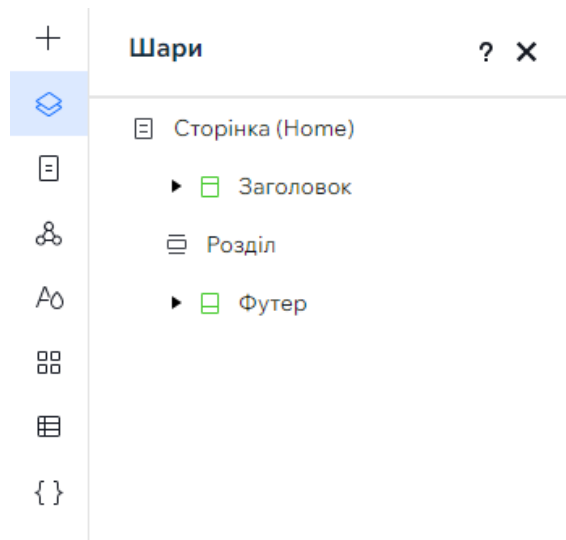 Шари ?
Сторінка (Home)
Заголовок
Розділ
Футер